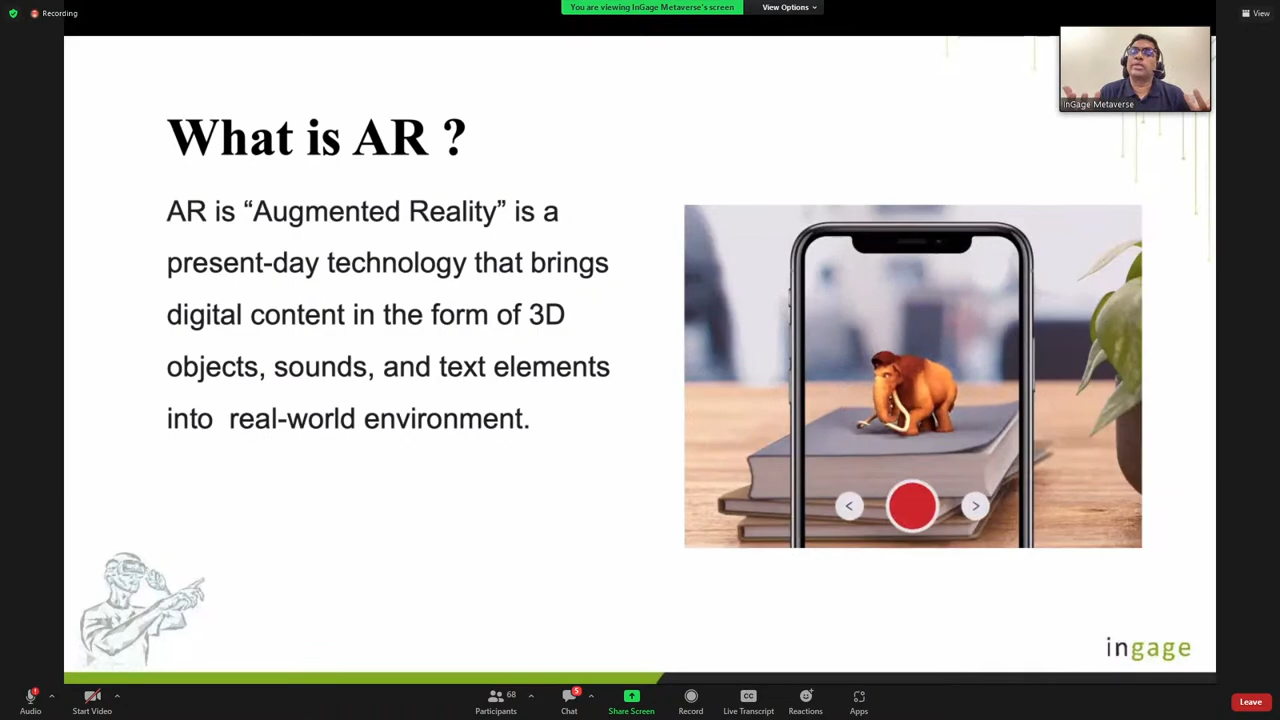 Recording
You are viewing InGage Metaverse's screen
View Options
View
InGage Metaverse
What is AR ?
AR is “Augmented Reality” is a
present-day technology that brings
digital content in the form of 3D
objects, sounds, and text elements
into  real-world environment.
< >
ingage
Audio
Start Video
68
Participants
5
Chat
Share Screen
Record
CC
Live Transcript
Reactions
Apps
Leave